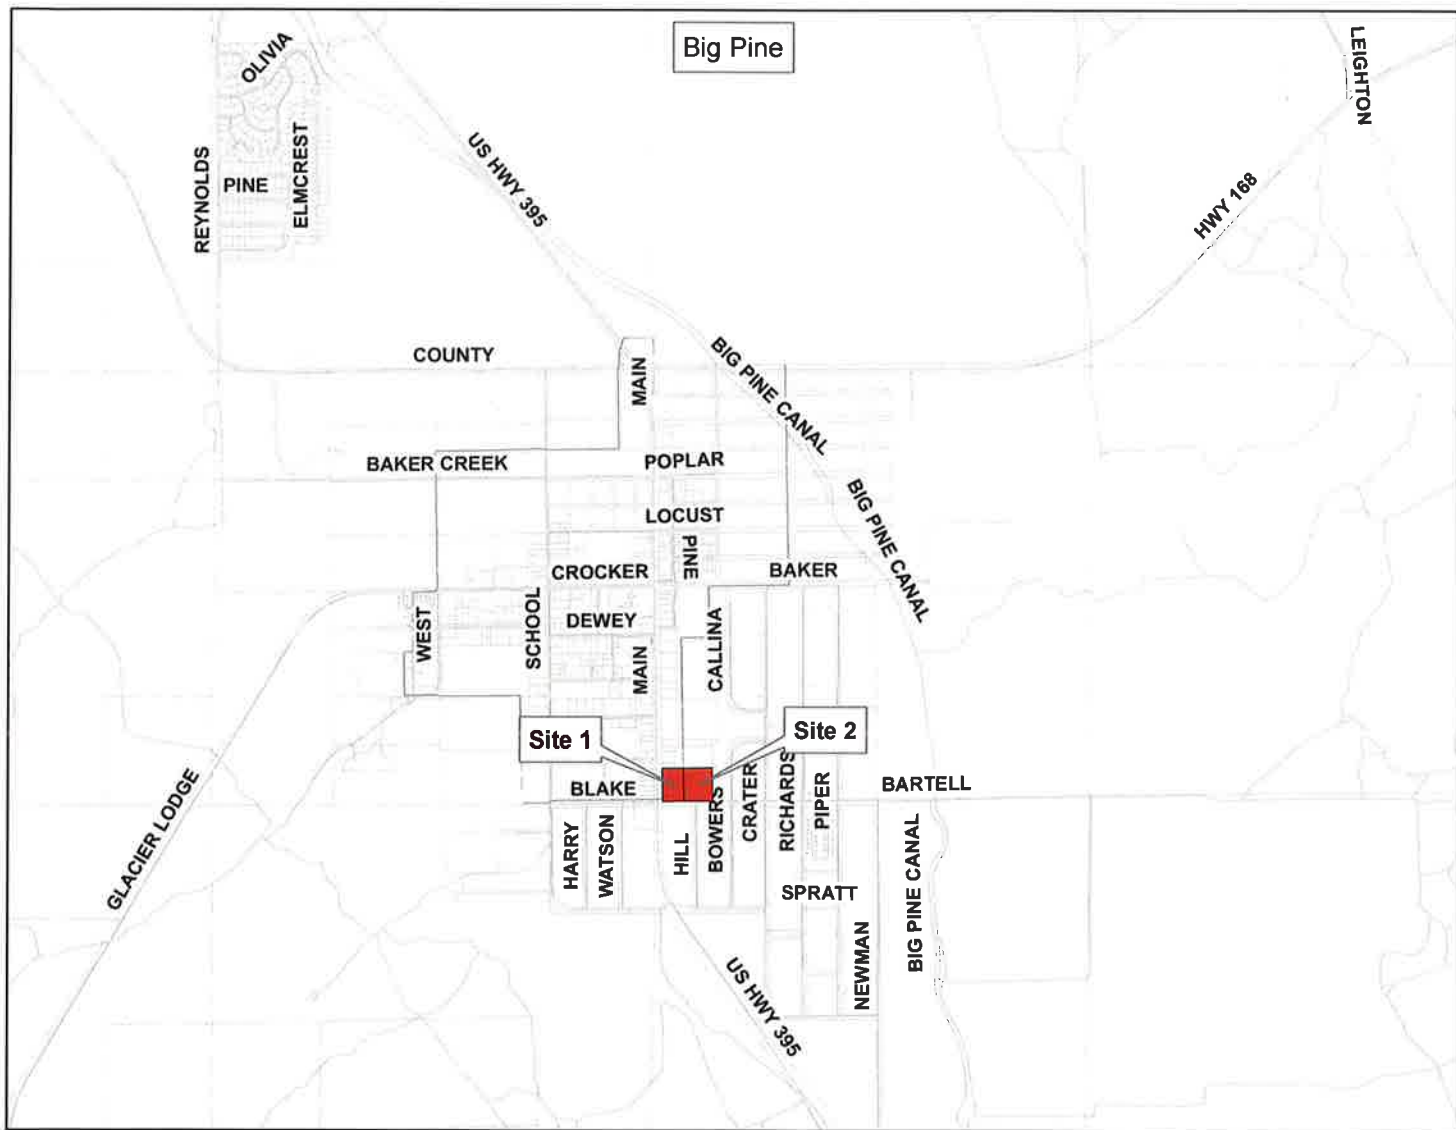 Big Pine
OLIVIA
LEIGHTON
US HWY 395
REYNOLDS
PINE
ELMCREST
HWY 168
COUNTY
MAIN
BIG PINE CANAL
BAKER CREEK
POPLAR
BIG PINE CANAL
LOCUST
PINE
CROCKER
BAKER
WEST
SCHOOL
DEWEY
MAIN
CALLINA
Site 1
Site 2
GLACIER LODGE
BLAKE
BOWERS
CRATER
RICHARDS
PIPER
BARTELL
HARRY
WATSON
HILL
SPRATT
BIG PINE CANAL
NEWMAN
US HWY 395